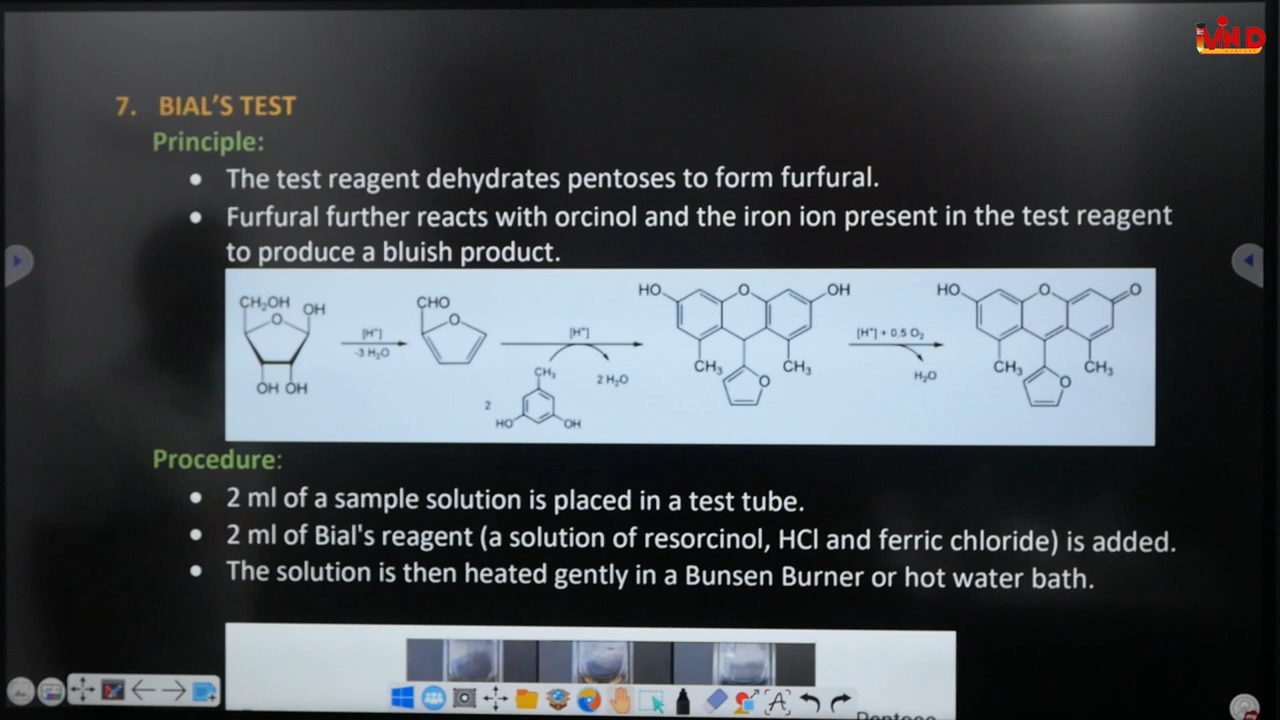 iViND
7. BIAL'S TEST
Principle:
• The test reagent dehydrates pentoses to form furfural.
• Furfural further reacts with orcinol and the iron ion present in the test reagent
to produce a bluish product.
CH₂OH OH O OH OH
[H⁺]
-3 H₂O
CHO O
[H⁺]
2 CH₃ HO OH
2 H₂O
HO O OH CH₃ CH₃ O
[H⁺] + 0.5 O₂
H₂O
HO O O CH₃ CH₃ O
Procedure:
• 2 ml of a sample solution is placed in a test tube.
• 2 ml of Bial's reagent (a solution of resorcinol, HCl and ferric chloride) is added.
• The solution is then heated gently in a Bunsen Burner or hot water bath.
A
Pentose